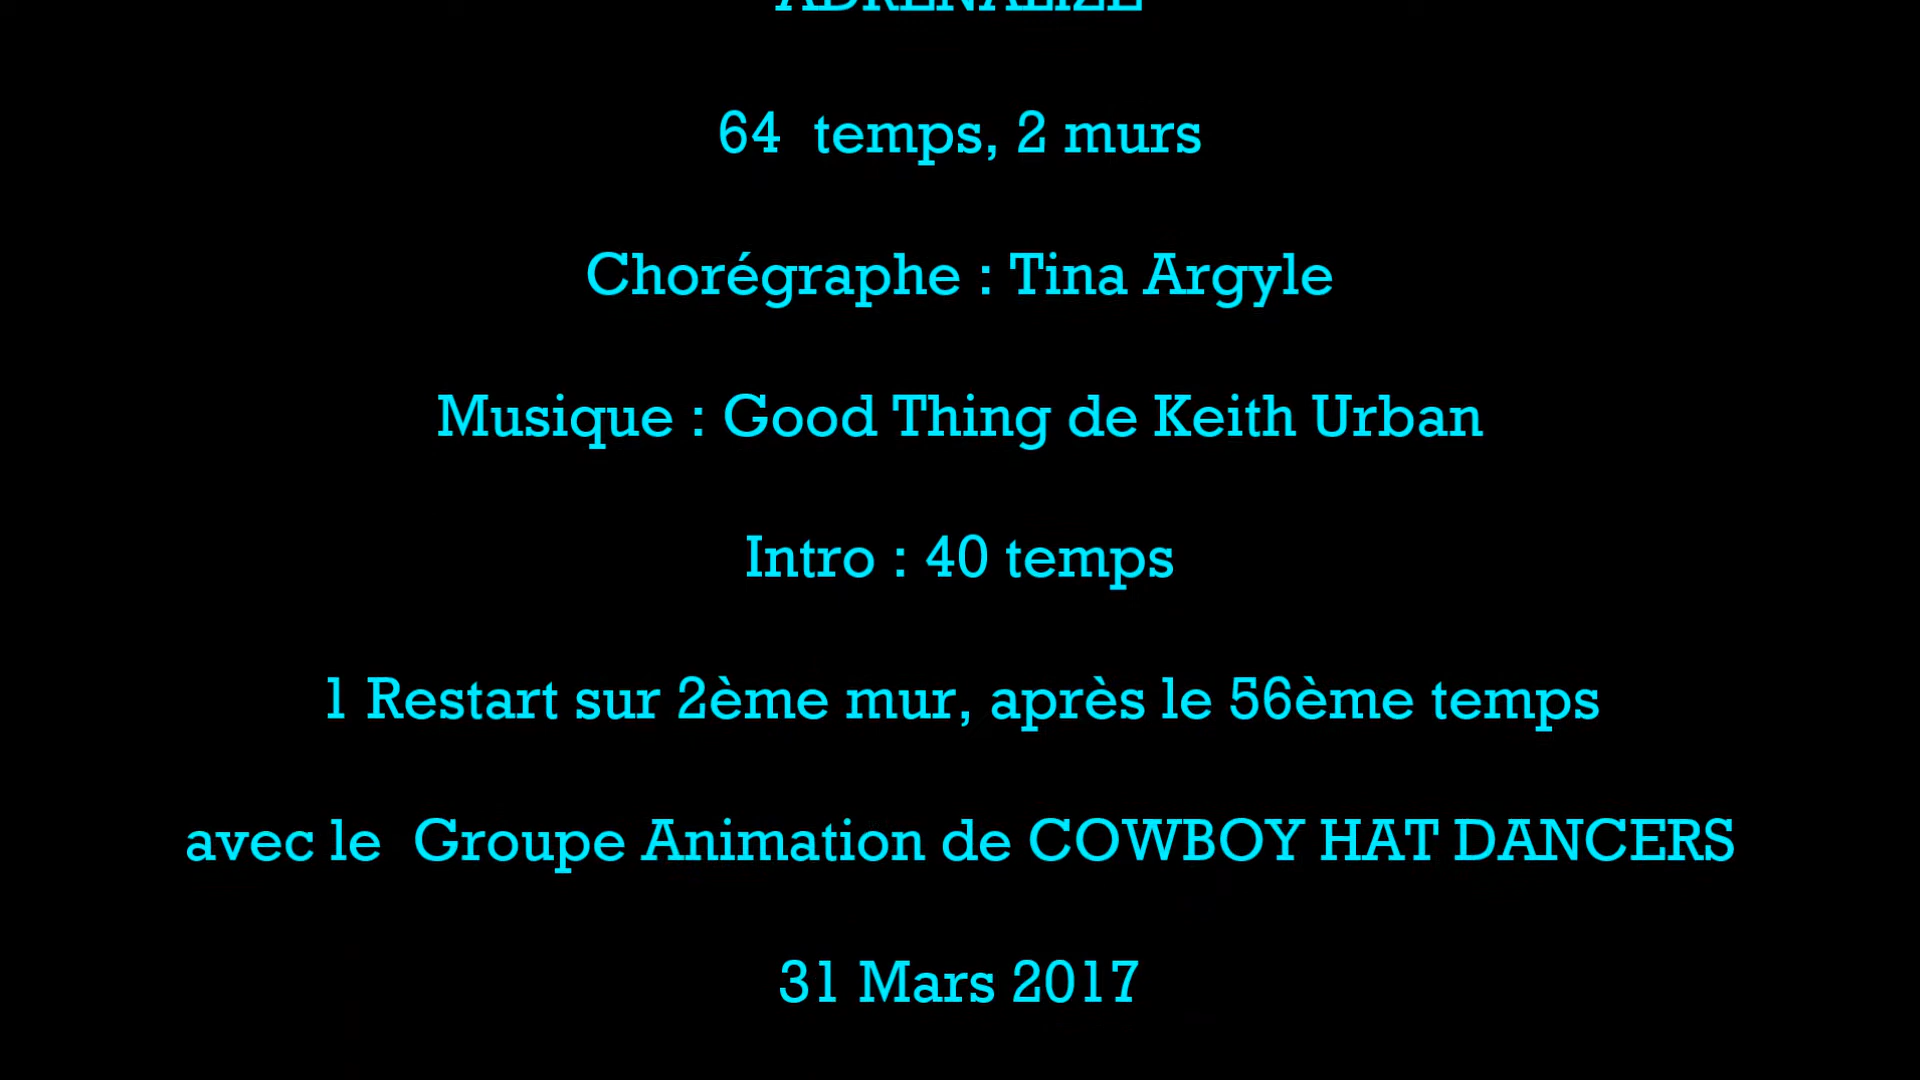 ADRENALIZE
64  temps, 2 murs
Chorégraphe : Tina Argyle
Musique : Good Thing de Keith Urban
Intro : 40 temps
1 Restart sur 2ème mur, après le 56ème temps
avec le  Groupe Animation de COWBOY HAT DANCERS
31 Mars 2017